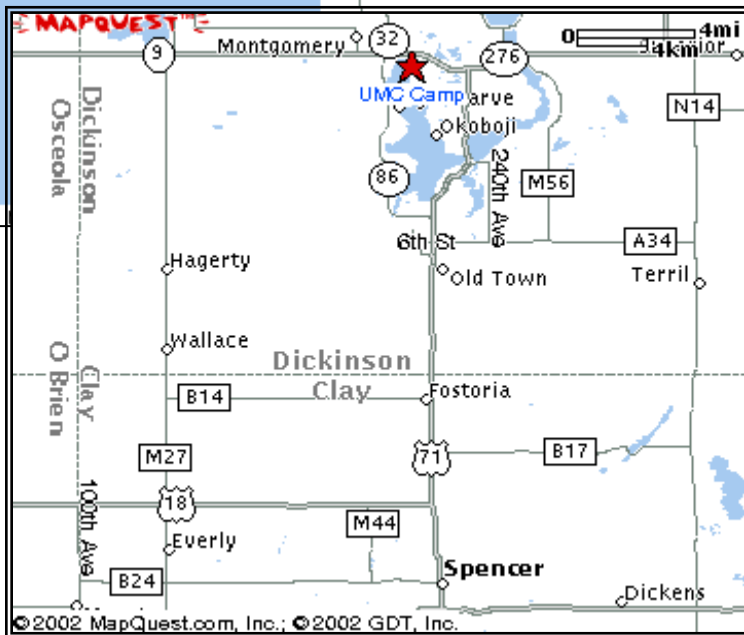 MAPQUEST™
Montgomery
32
0
4mi
4km
9
276
UMC Camp
arve
Okoboji
N14
Dickinson
Osceola
86
240th Ave
M56
6th St
A34
Hagerty
Old Town
Terril
Wallace
Dickinson
Clay
Clay
O Brien
B14
Fostoria
M27
71
B17
100th Ave
18
M44
Everly
B24
Spencer
Dickens
©2002 MapQuest.com, Inc.; ©2002 GDT, Inc.